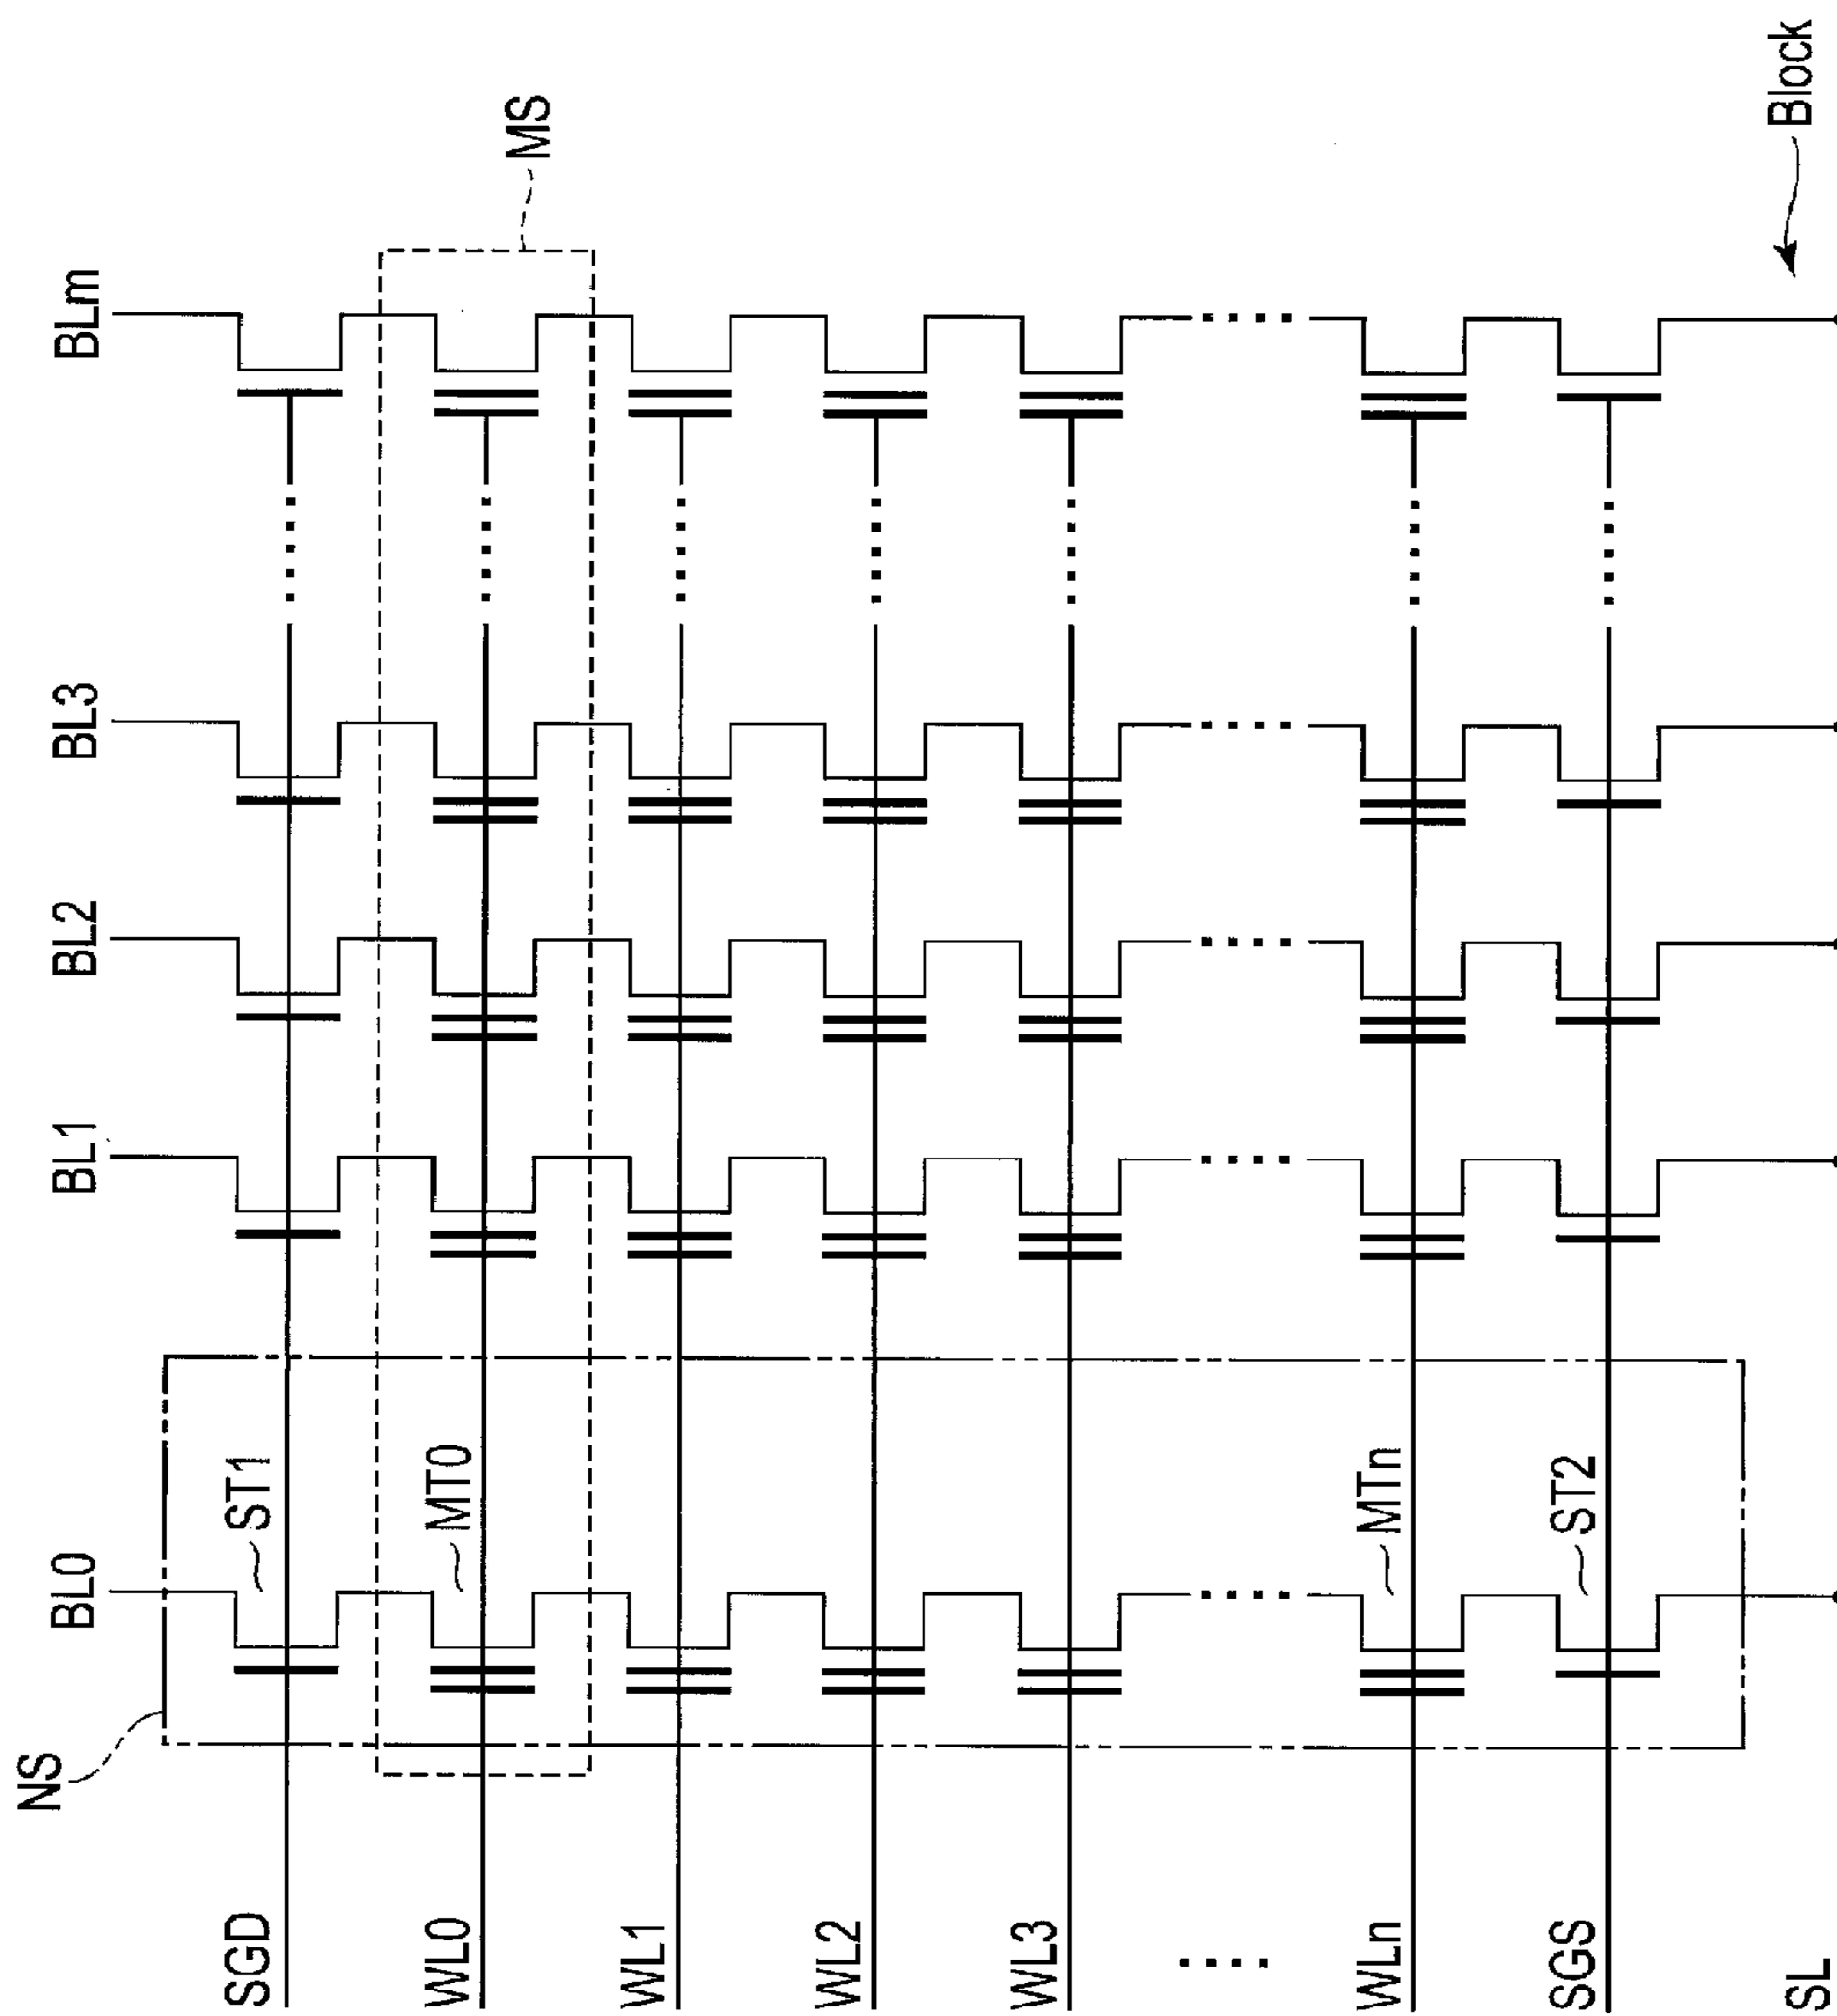 NS
BL0
BL1
BL2
BL3
BLm
SGD
ST1
WL0
MT0
MS
WL1
WL2
WL3
WLn
MTn
SGS
ST2
SL
Block